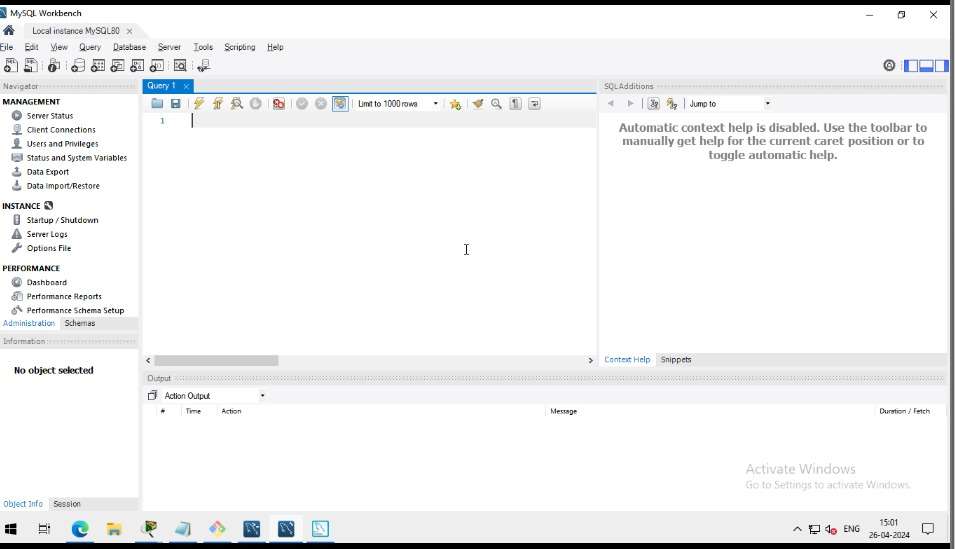 MySQL Workbench
Local instance MySQL80
File Edit View Query Database Server Tools Scripting Help
Navigator
MANAGEMENT
Server Status
Client Connections
Users and Privileges
Status and System Variables
Data Export
Data Import/Restore
INSTANCE
Startup / Shutdown
Server Logs
Options File
PERFORMANCE
Dashboard
Performance Reports
Performance Schema Setup
Administration Schemas
Information
No object selected
Object Info Session
Query 1
Limit to 1000 rows
1
SQLAdditions
Jump to
Automatic context help is disabled. Use the toolbar to
manually get help for the current caret position or to
toggle automatic help.
Context Help Snippets
Output
Action Output
# Time Action Message Duration / Fetch
Activate Windows
Go to Settings to activate Windows.
ENG
15:01
26-04-2024